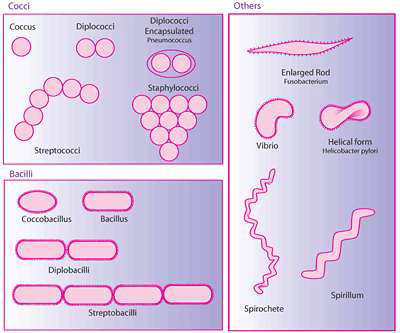 Cocci
Coccus
Diplococci
Diplococci
Encapsulated
Pneumococcus
Staphylococci
Streptococci
Bacilli
Coccobacillus
Bacillus
Diplobacilli
Streptobacilli
Others
Enlarged Rod
Fusobacterium
Vibrio
Helical form
Helicobacter pylori
Spirochete
Spirillum